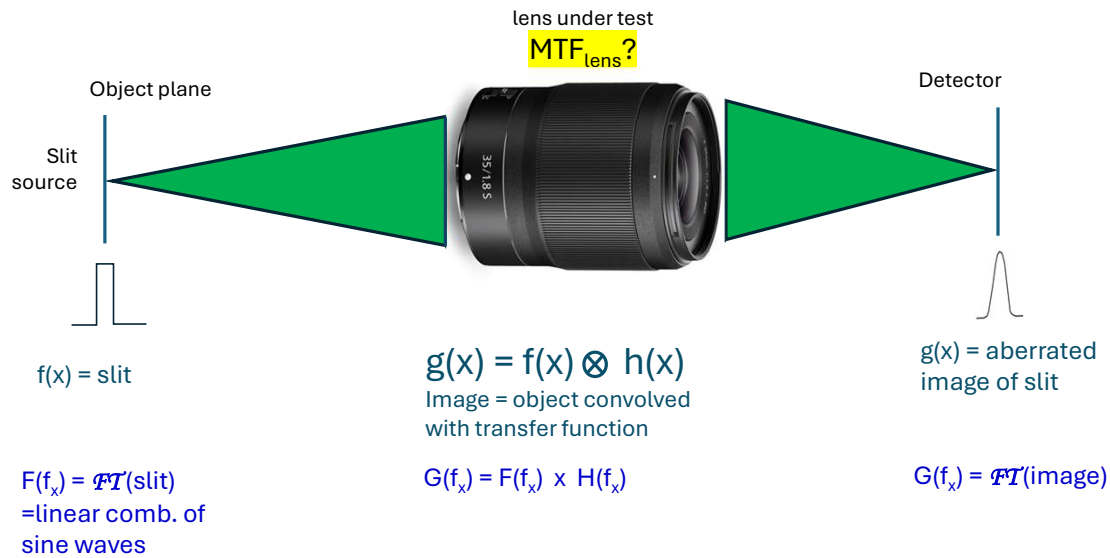 lens under test
MTFlens?
Object plane
Detector
Slit
source
35/1.8 S
f(x) = slit
g(x) = f(x) ⊗ h(x)
Image = object convolved
with transfer function
g(x) = aberrated
image of slit
F(fx) = ℱ𝒯(slit)
=linear comb. of
sine waves
G(fx) = F(fx) x H(fx)
G(fx) = ℱ𝒯(image)